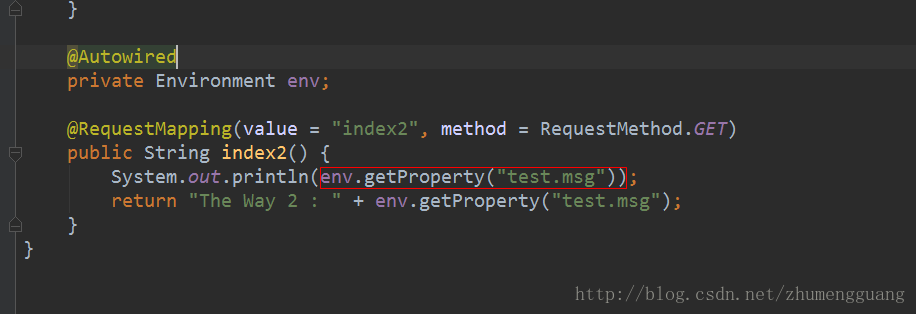 }
@Autowired
private Environment env;
@RequestMapping(value = "index2", method = RequestMethod.GET)
public String index2() {
System.out.println(env.getProperty("test.msg"));
return "The Way 2 : " + env.getProperty("test.msg");
}
}
http://blog.csdn.net/zhumengguang